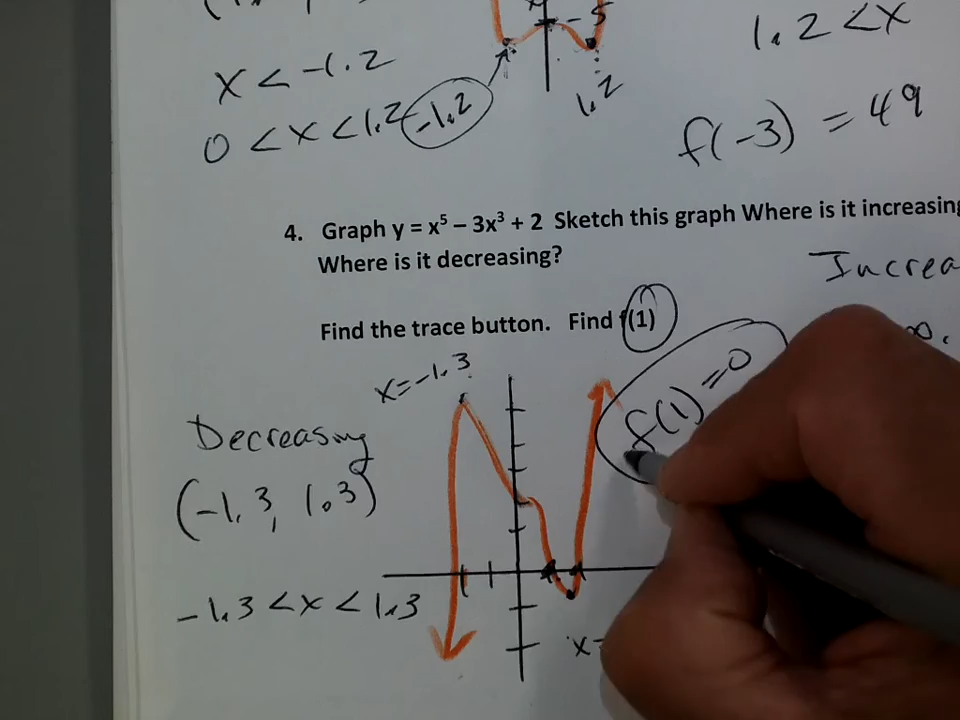 -5
x < -1.2
1.2 < x
1.2
-1.2
0 < x < 1.2
f(-3) = 49
4. Graph y = x⁵ – 3x³ + 2 Sketch this graph Where is it increasing
Where is it decreasing?
Increa
Find the trace button. Find f(1)
∞,
x=-1.3
f(1)=0
Decreasing
(-1.3, 1.3)
-1.3 < x < 1.3
x=